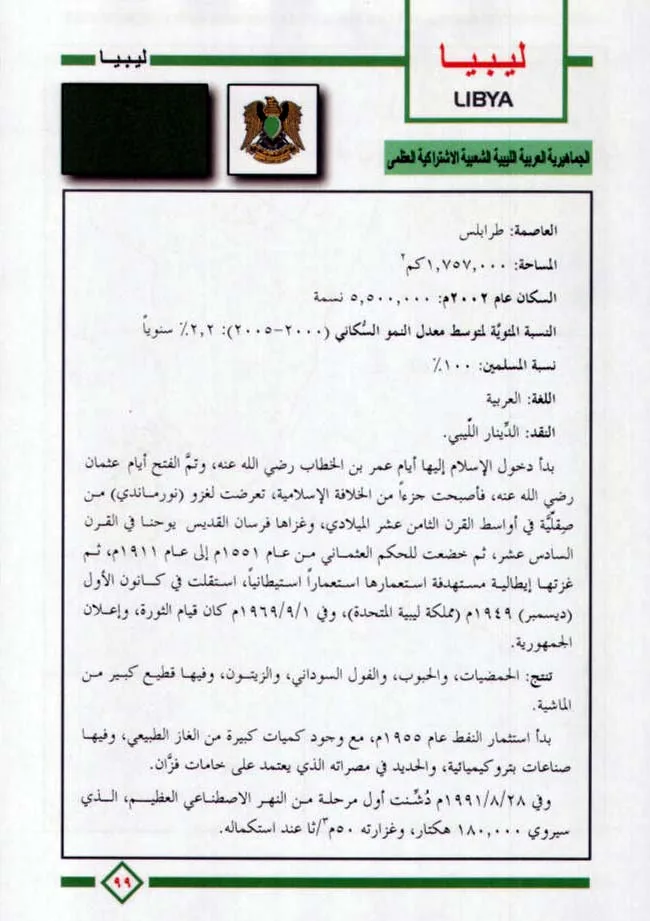 ليبيا
ليبيا
LIBYA
الجماهيرية العربية الليبية الشعبية الاشتراكية العظمى
العاصمة: طرابلس
المساحة: ١,٧٥٧,٠٠٠كم٢
السكان عام ٢٠٠٢م: ٥,٥٠٠,٠٠٠ نسمة
النسبة المئويَّة لمتوسط معدل النمو السكَّاني (٢٠٠٠-٢٠٠٥): ٢,٢٪ سنوياً
نسبة المسلمين: ١٠٠٪
اللغة: العربية
النقد: الدِّينار اللِّيبي.
بدأ دخول الإسلام إليها أيام عمر بن الخطاب رضي الله عنه، وتمَّ الفتح أيام عثمان
رضي الله عنه، فأصبحت جزءاً من الخلافة الإسلامية، تعرضت لغزو (نورماندي) من
صِقلِّيَّة في أواسط القرن الثامن عشر الميلادي، وغزاها فرسان القديس يوحنا في القرن
السادس عشر، ثم خضعت للحكم العثماني من عام ١٥٥١م إلى عام ١٩١١م، ثم
غزتها إيطالية مستهدفة استعمارها استعماراً استيطانياً، استقلت في كانون الأول
(ديسمبر) ١٩٤٩م (مملكة ليبية المتحدة)، وفي ١٩٦٩/٩/١م كان قيام الثورة، وإعلان
الجمهورية.
تنتج: الحمضيات، والحبوب، والفول السوداني، والزيتون، وفيها قطيع كبير من
الماشية.
بدأ استثمار النفط عام ١٩٥٥م، مع وجود كميات كبيرة من الغاز الطبيعي، وفيها
صناعات بتروكيميائية، والحديد في مصراته الذي يعتمد على خامات فزَّان.
وفي ١٩٩١/٨/٢٨م دُشِّنت أول مرحلة من النهر الاصطناعي العظيم، الذي
سيروي ١٨٠,٠٠٠ هكتار، وغزارته ٥٠م٣/ثا عند استكماله.
٩٩